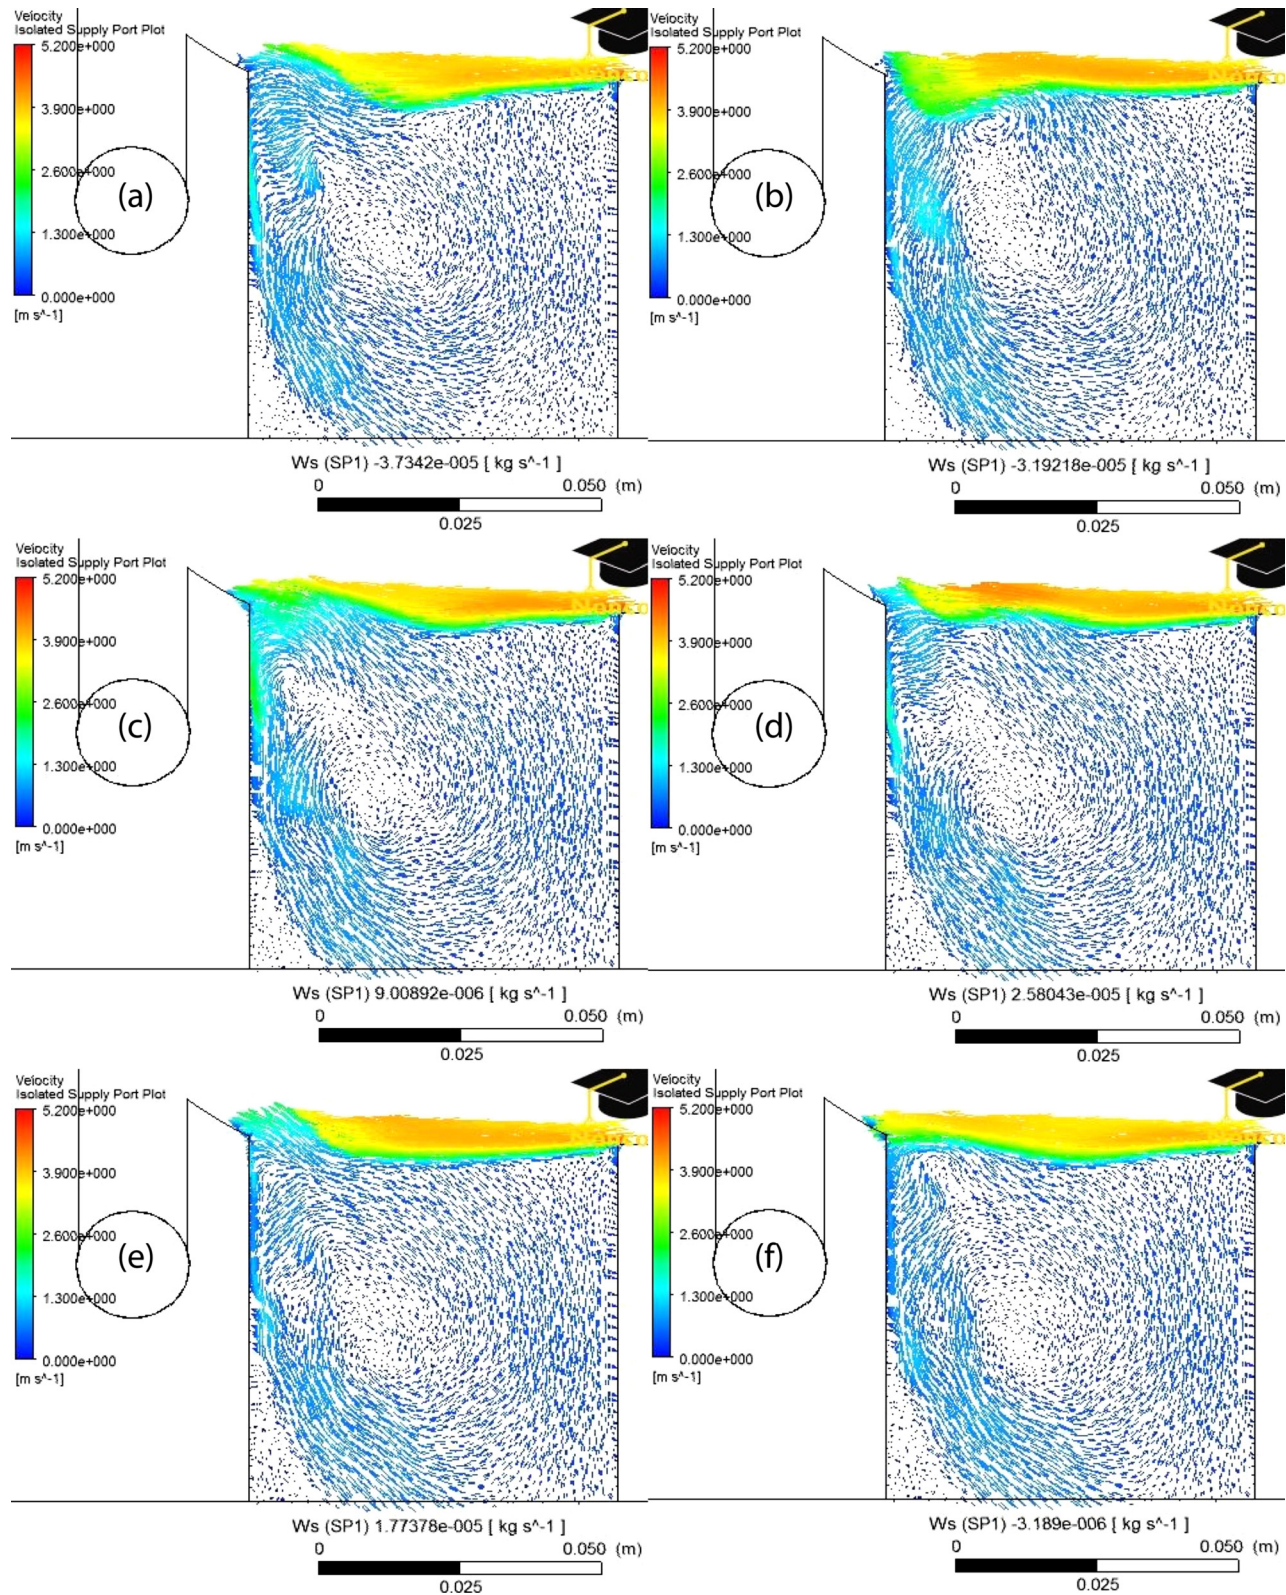 Velocity
Isolated Supply Port Plot
5.200e+000
3.900e+000
2.600e+000
1.300e+000
0.000e+000
[m s^-1]
(a)
Ws (SP1) -3.7342e-005 [ kg s^-1 ]
0 0.050 (m)
0.025
Velocity
Isolated Supply Port Plot
5.200e+000
3.900e+000
2.600e+000
1.300e+000
0.000e+000
[m s^-1]
(b)
Ws (SP1) -3.19218e-005 [ kg s^-1 ]
0 0.050 (m)
0.025
Velocity
Isolated Supply Port Plot
5.200e+000
3.900e+000
2.600e+000
1.300e+000
0.000e+000
[m s^-1]
(c)
Ws (SP1) 9.00892e-006 [ kg s^-1 ]
0 0.050 (m)
0.025
Velocity
Isolated Supply Port Plot
5.200e+000
3.900e+000
2.600e+000
1.300e+000
0.000e+000
[m s^-1]
(d)
Ws (SP1) 2.58043e-005 [ kg s^-1 ]
0 0.050 (m)
0.025
Velocity
Isolated Supply Port Plot
5.200e+000
3.900e+000
2.600e+000
1.300e+000
0.000e+000
[m s^-1]
(e)
Ws (SP1) 1.77378e-005 [ kg s^-1 ]
0 0.050 (m)
0.025
Velocity
Isolated Supply Port Plot
5.200e+000
3.900e+000
2.600e+000
1.300e+000
0.000e+000
[m s^-1]
(f)
Ws (SP1) -3.189e-006 [ kg s^-1 ]
0 0.050 (m)
0.025